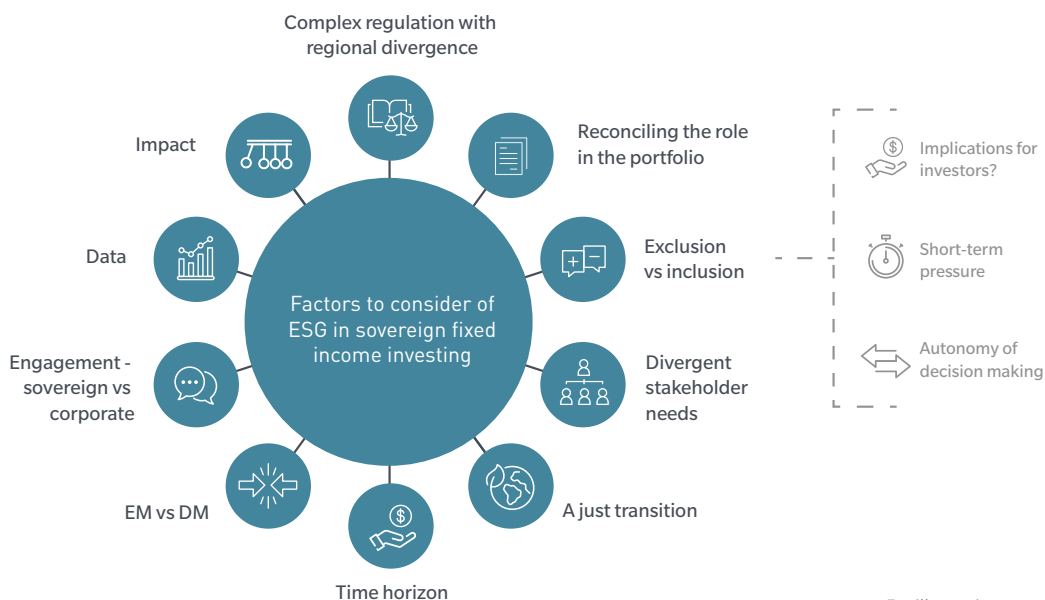 Complex regulation with
regional divergence
Impact
Reconciling the role
in the portfolio
Data
Exclusion
vs inclusion
Factors to consider of
ESG in sovereign fixed
income investing
Engagement -
sovereign vs
corporate
Divergent
stakeholder
needs
EM vs DM
A just transition
Time horizon
$
Implications for
investors?
Short-term
pressure
Autonomy of
decision making
$